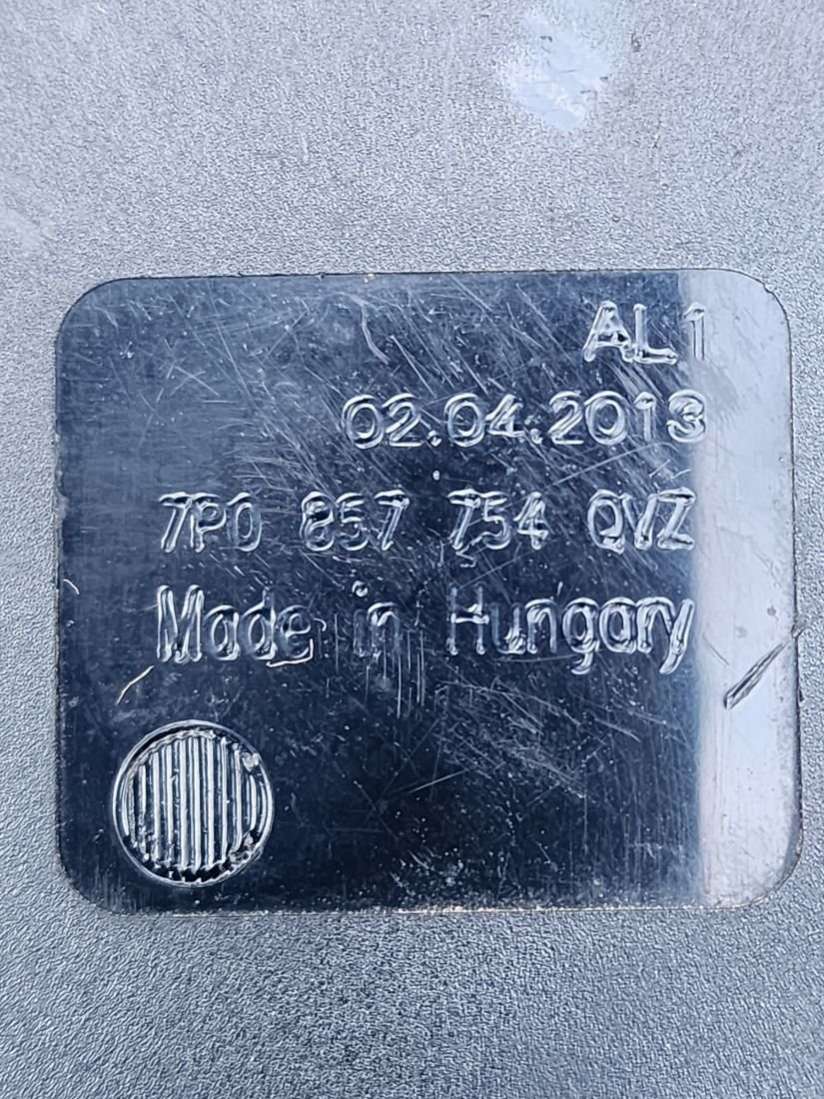 AL1
02.04.2013
7P0 857 754 QVZ
Made in Hungary